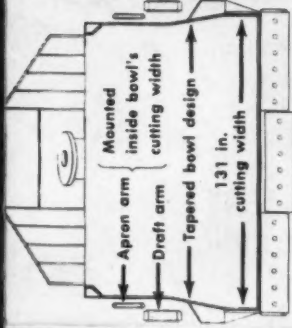 Apron arm
Draft arm
Mounted
inside bowl's
cutting width
Tapered bowl design
131 in.
cutting width